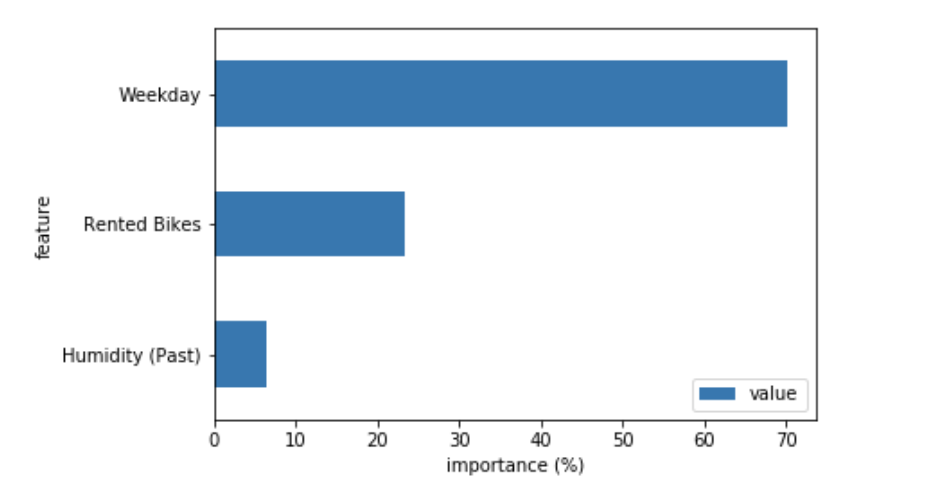 Weekday
Rented Bikes
Humidity (Past)
feature
value
0 10 20 30 40 50 60 70
importance (%)